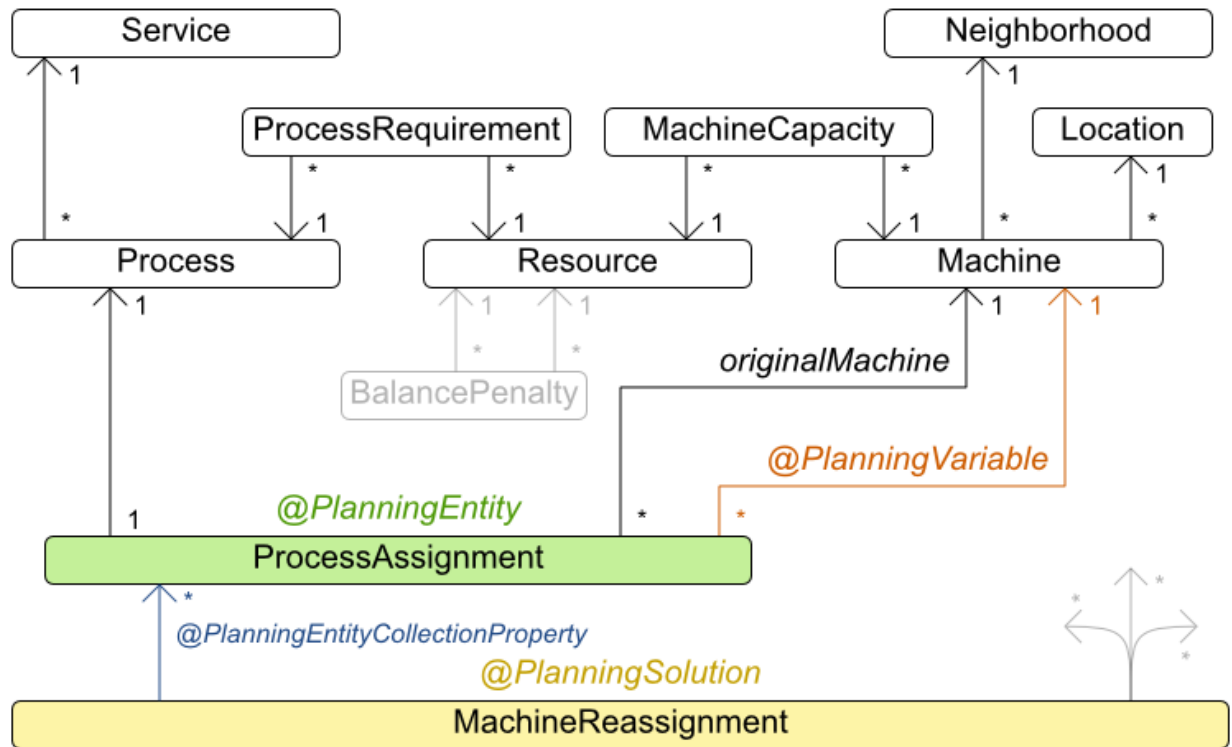 Service
Neighborhood
1
1
ProcessRequirement
MachineCapacity
Location
* * * * 1
* 1 1 1 1 * *
Process
Resource
Machine
1 1 1 1 1
* *
originalMachine
BalancePenalty
@PlanningVariable
@PlanningEntity
1 * *
ProcessAssignment
* * *
@PlanningEntityCollectionProperty
*
@PlanningSolution
MachineReassignment